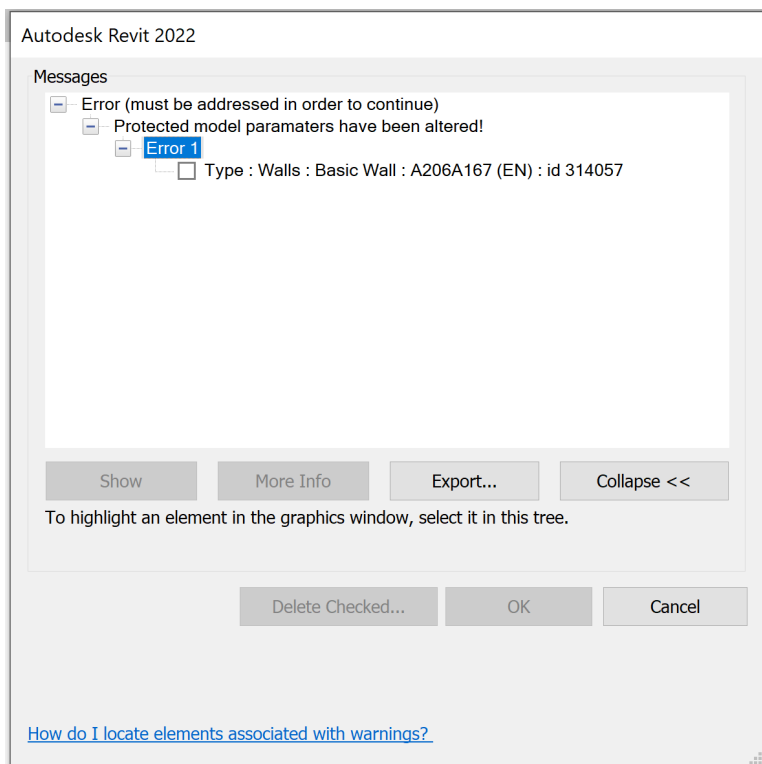 Autodesk Revit 2022
Messages
Error (must be addressed in order to continue)
Protected model paramaters have been altered!
Error 1
Type : Walls : Basic Wall : A206A167 (EN) : id 314057
Show
More Info
Export...
Collapse <<
To highlight an element in the graphics window, select it in this tree.
Delete Checked...
OK
Cancel
How do I locate elements associated with warnings?